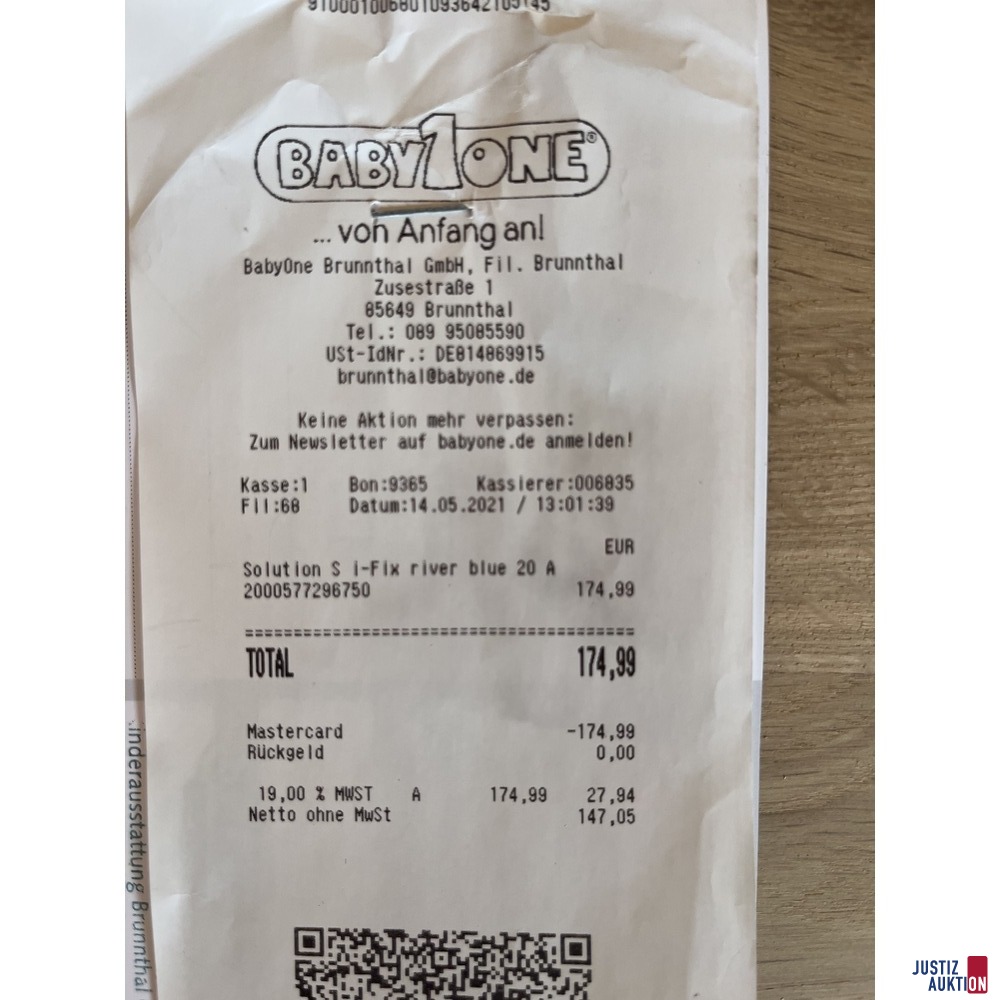 91000100680109364210 5145
BABY1ONE®
... von Anfang an!
BabyOne Brunnthal GmbH, Fil. Brunnthal
Zusestraße 1
85649 Brunnthal
Tel.: 089 95085590
USt-IdNr.: DE814869915
brunnthal@babyone.de
Keine Aktion mehr verpassen:
Zum Newsletter auf babyone.de anmelden!
Kasse:1 Bon:9365 Kassierer:006835
Fil:68 Datum:14.05.2021 / 13:01:39
EUR
Solution S i-Fix river blue 20 A
2000577296750 174,99
========================================
TOTAL 174,99
Mastercard -174,99
Rückgeld 0,00
19,00 % MWST A 174,99 27,94
Netto ohne MwSt 147,05
inderausstattung Brunnthal
JUSTIZ
AUKTION